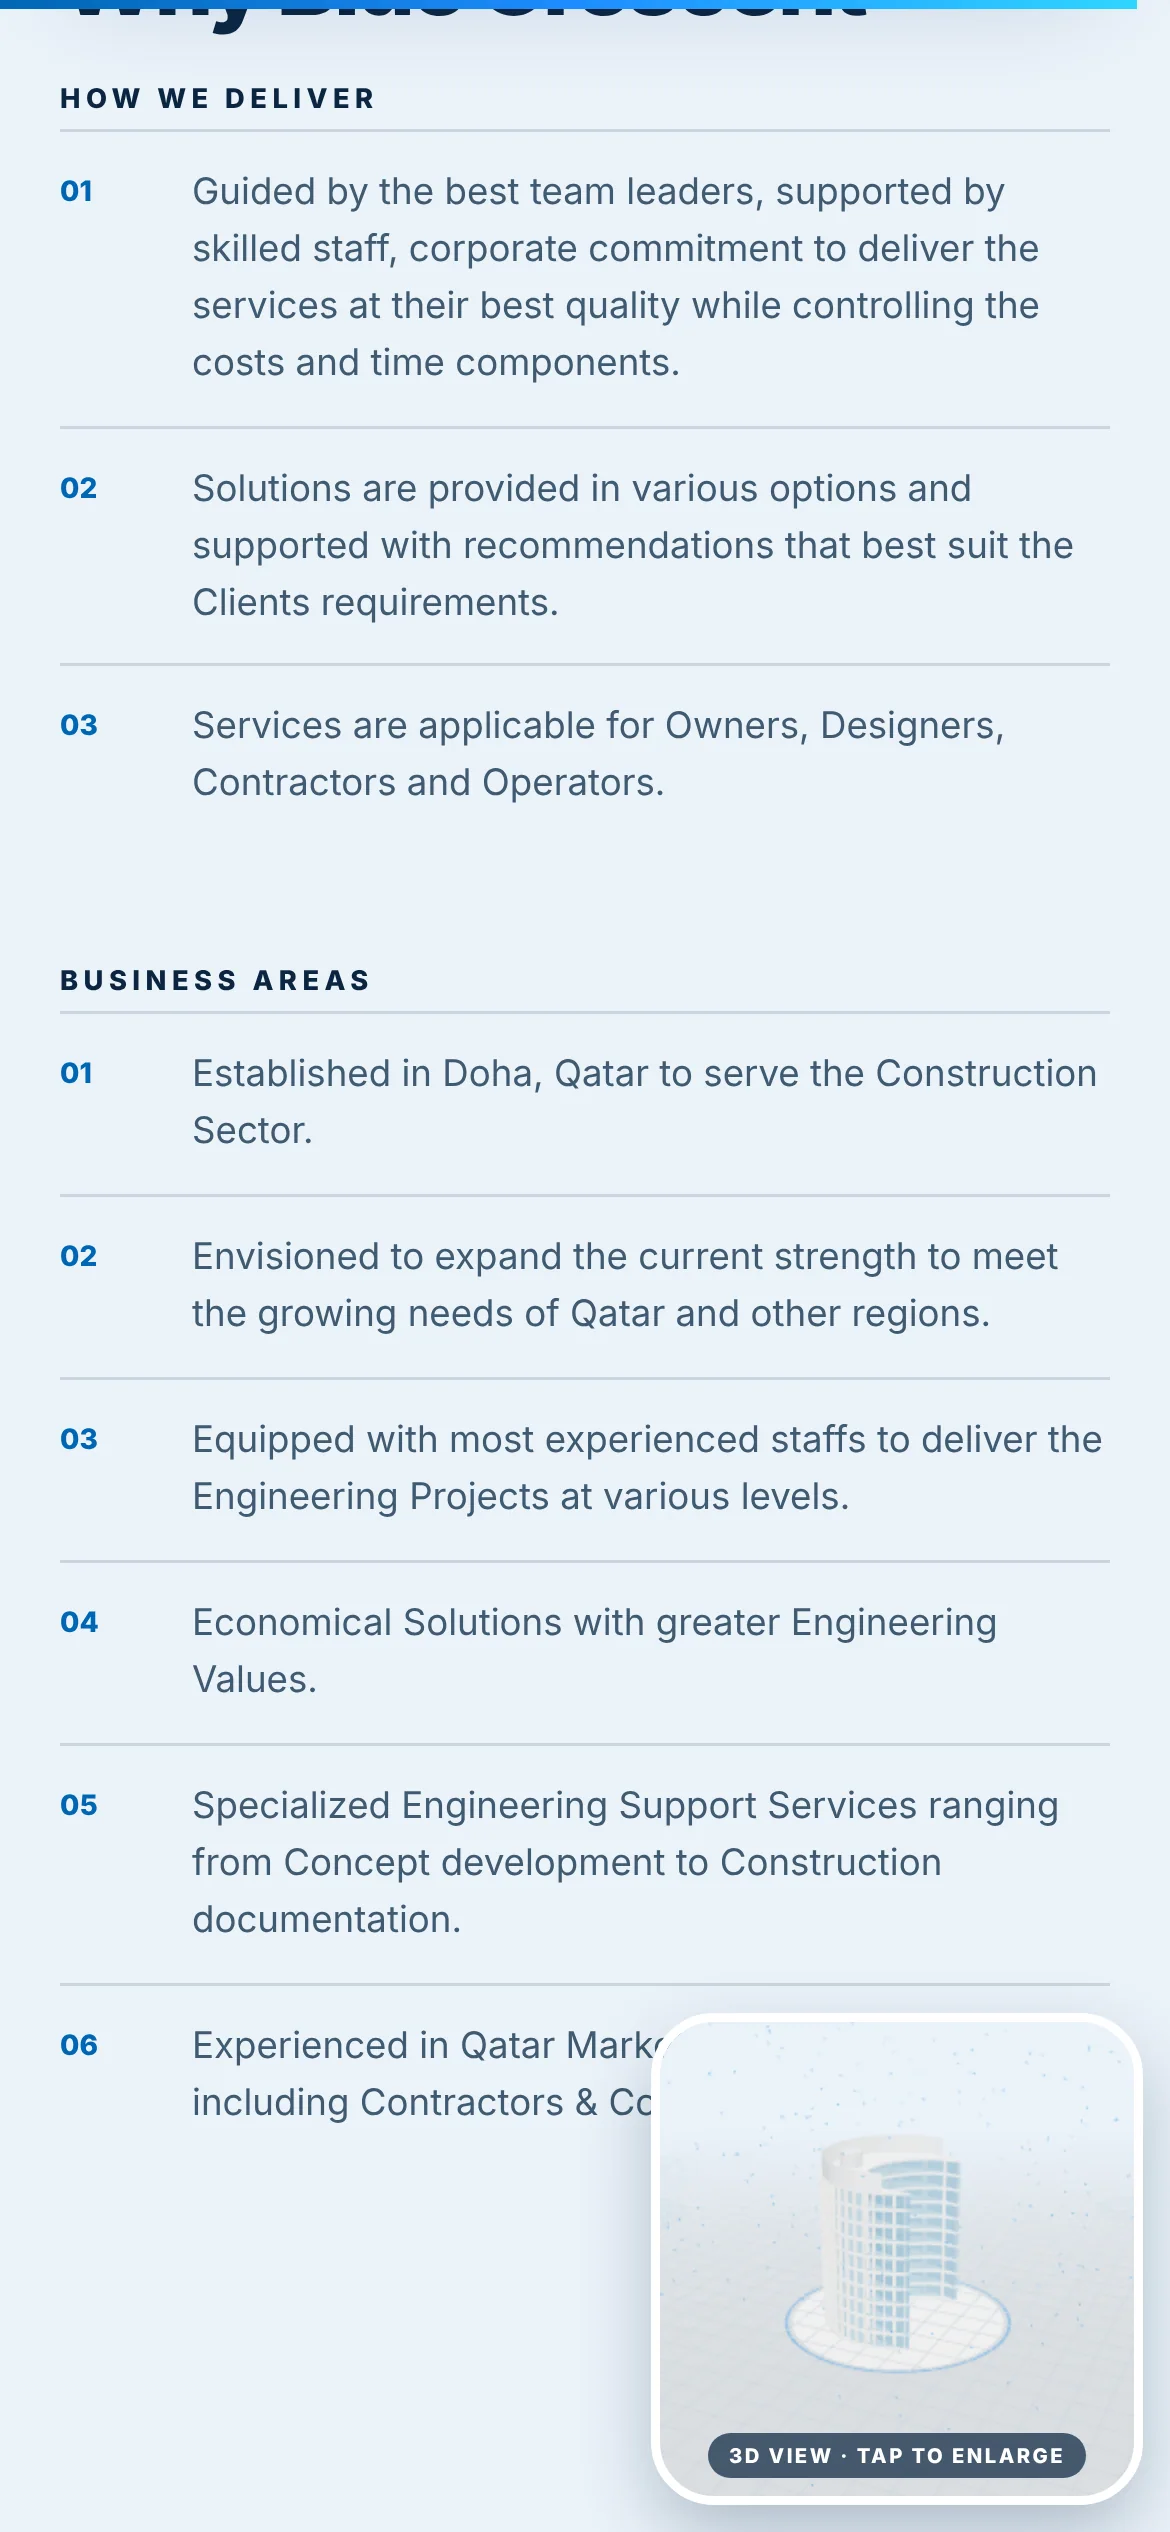 Why Blue Crescent
HOW WE DELIVER
01
Guided by the best team leaders, supported by
skilled staff, corporate commitment to deliver the
services at their best quality while controlling the
costs and time components.
02
Solutions are provided in various options and
supported with recommendations that best suit the
Clients requirements.
03
Services are applicable for Owners, Designers,
Contractors and Operators.
BUSINESS AREAS
01
Established in Doha, Qatar to serve the Construction
Sector.
02
Envisioned to expand the current strength to meet
the growing needs of Qatar and other regions.
03
Equipped with most experienced staffs to deliver the
Engineering Projects at various levels.
04
Economical Solutions with greater Engineering
Values.
05
Specialized Engineering Support Services ranging
from Concept development to Construction
documentation.
06
Experienced in Qatar
including Contractors &
3D VIEW · TAP TO ENLARGE